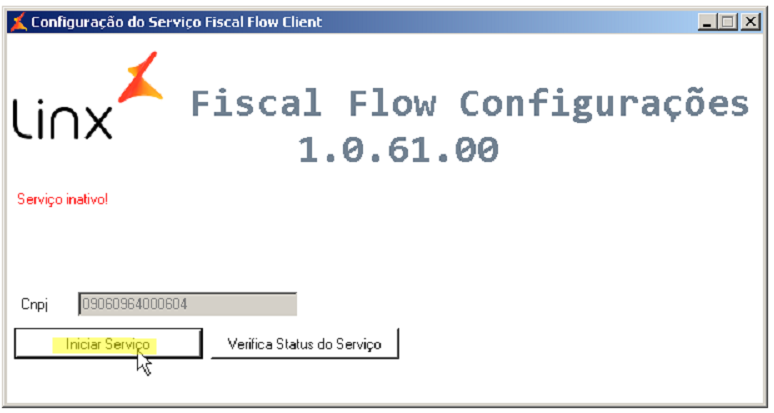 Configuração do Serviço Fiscal Flow Client
Linx
Fiscal Flow Configurações
1.0.61.00
Serviço inativo!
Cnpj 09060964000604
Iniciar Serviço Verifica Status do Serviço